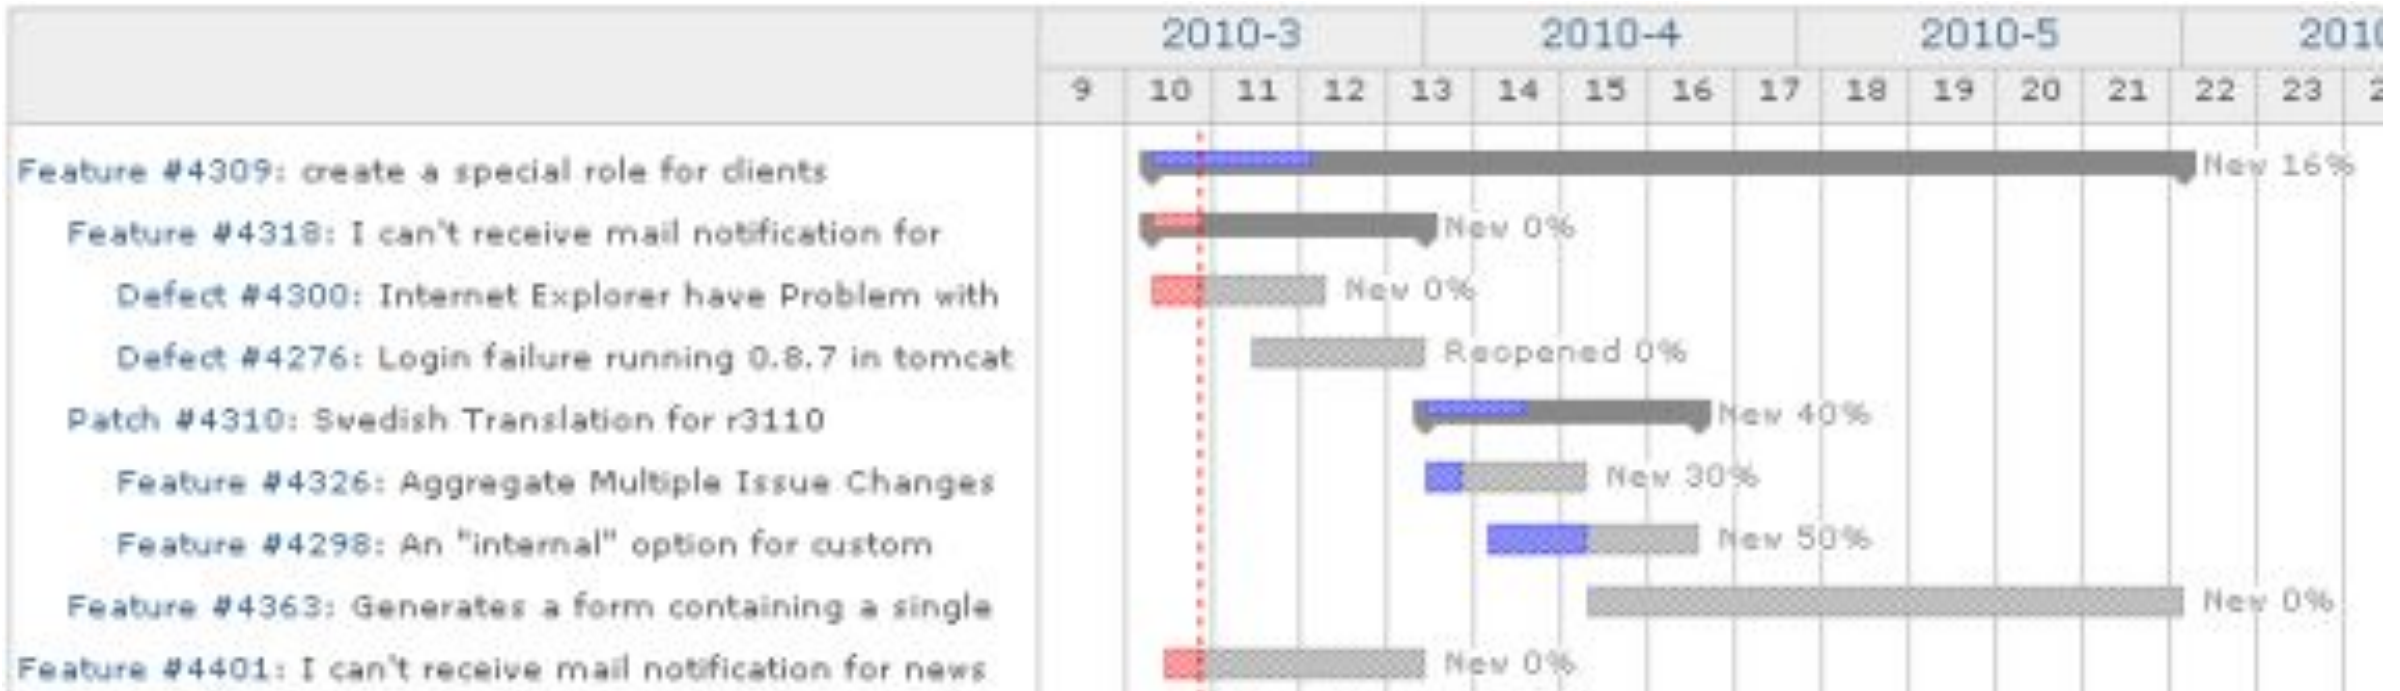 2010-3 2010-4 2010-5 2010
9 10 11 12 13 14 15 16 17 18 19 20 21 22 23 2
Feature #4309: create a special role for clients New 16%
Feature #4318: I can't receive mail notification for New 0%
Defect #4300: Internet Explorer have Problem with New 0%
Defect #4276: Login failure running 0.8.7 in tomcat Reopened 0%
Patch #4310: Swedish Translation for r3110 New 40%
Feature #4326: Aggregate Multiple Issue Changes New 30%
Feature #4298: An "internal" option for custom New 50%
Feature #4363: Generates a form containing a single New 0%
Feature #4401: I can't receive mail notification for news New 0%